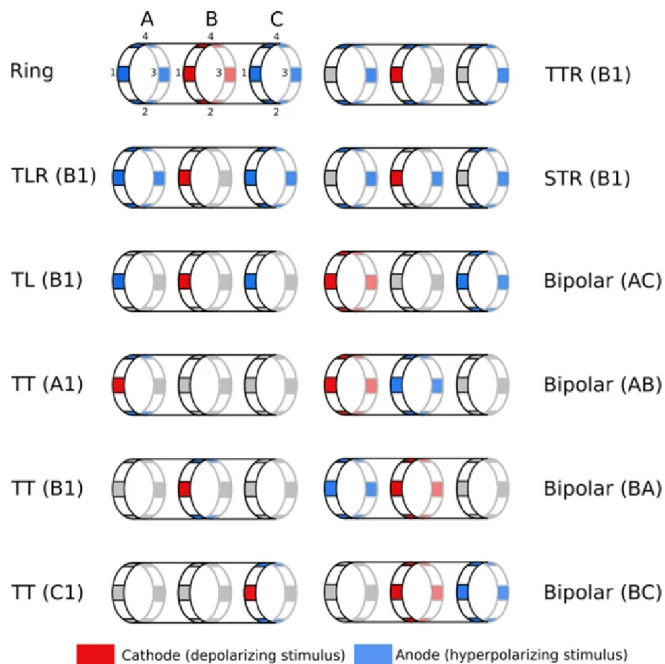 A B C
4 4 4
Ring 1 3 1 3 1 3 TTR (B1)
2 2 2
TLR (B1) STR (B1)
TL (B1) Bipolar (AC)
TT (A1) Bipolar (AB)
TT (B1) Bipolar (BA)
TT (C1) Bipolar (BC)
Cathode (depolarizing stimulus) Anode (hyperpolarizing stimulus)